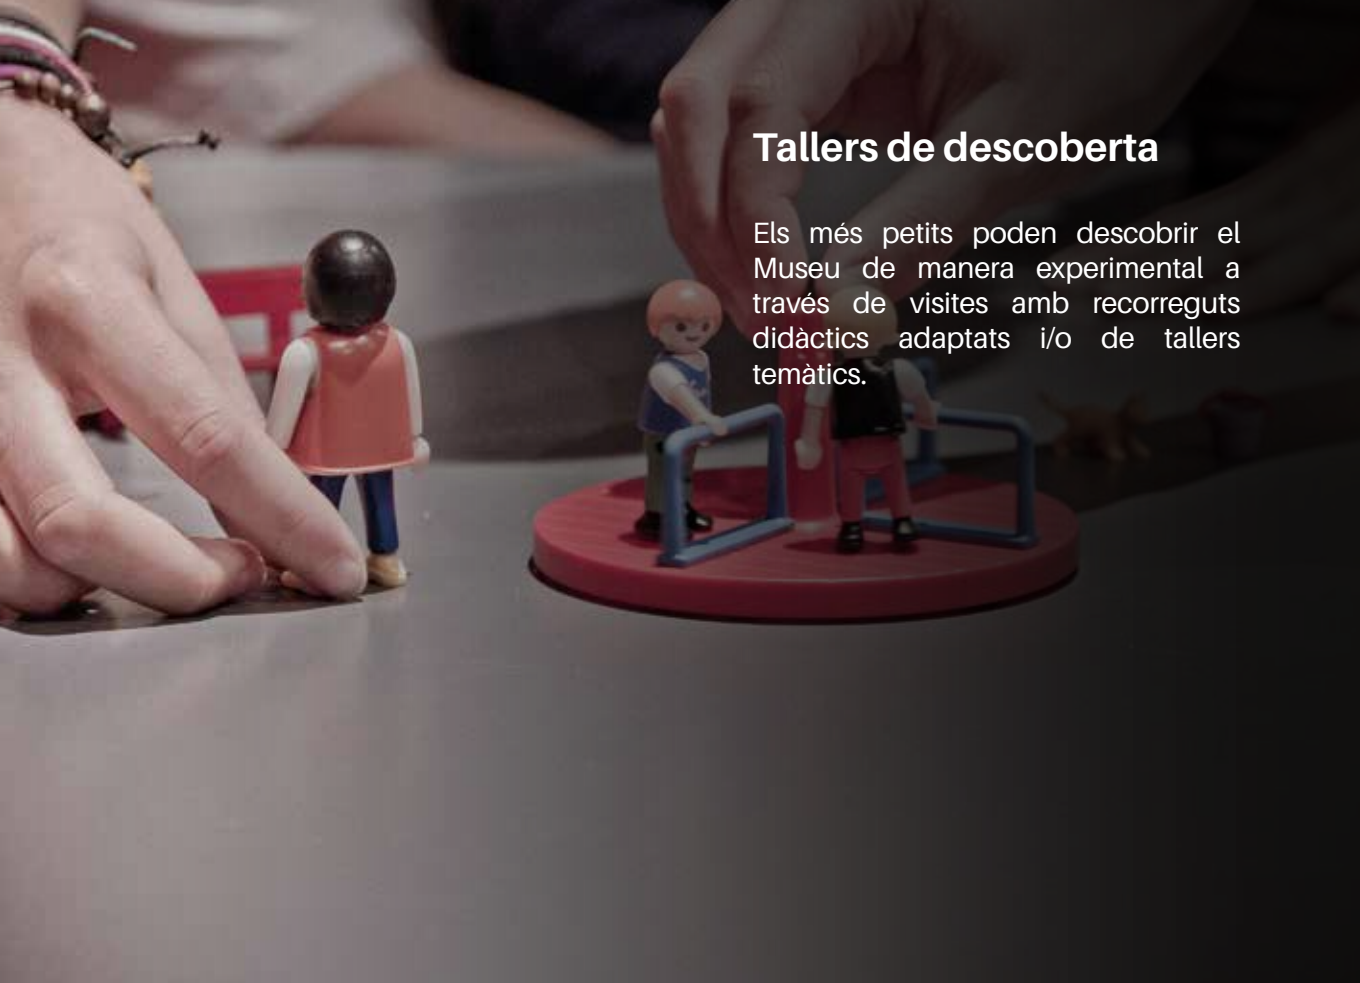 Tallers de descoberta
Els més petits poden descobrir el
Museu de manera experimental a
través de visites amb recorreguts
didàctics adaptats i/o de tallers
temàtics.